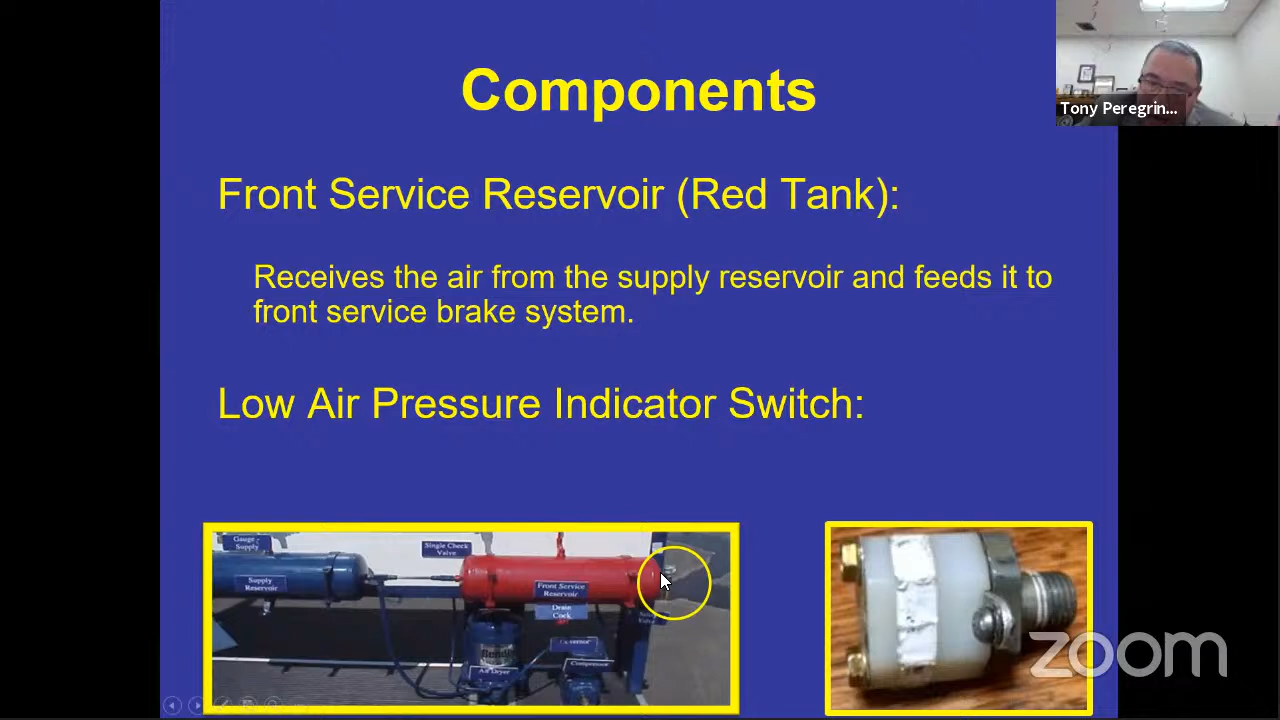 Components
Tony Peregrin...
Front Service Reservoir (Red Tank):
Receives the air from the supply reservoir and feeds it to
front service brake system.
Low Air Pressure Indicator Switch:
Gauge
Supply
Single Check
Valve
Supply
Reservoir
Front Service
Reservoir
Drain
Cock
Air Dryer
Compressor
zoom